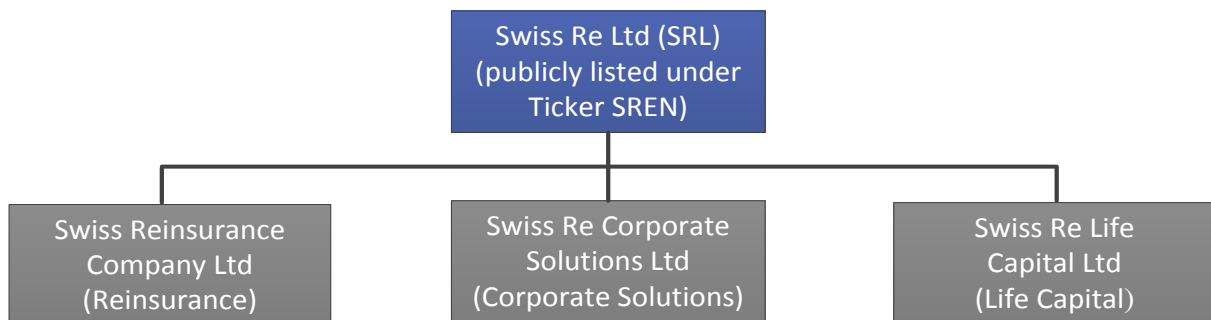 Swiss Re Ltd (SRL)
(publicly listed under
Ticker SREN)
Swiss Reinsurance
Company Ltd
(Reinsurance)
Swiss Re Corporate
Solutions Ltd
(Corporate Solutions)
Swiss Re Life
Capital Ltd
(Life Capital)